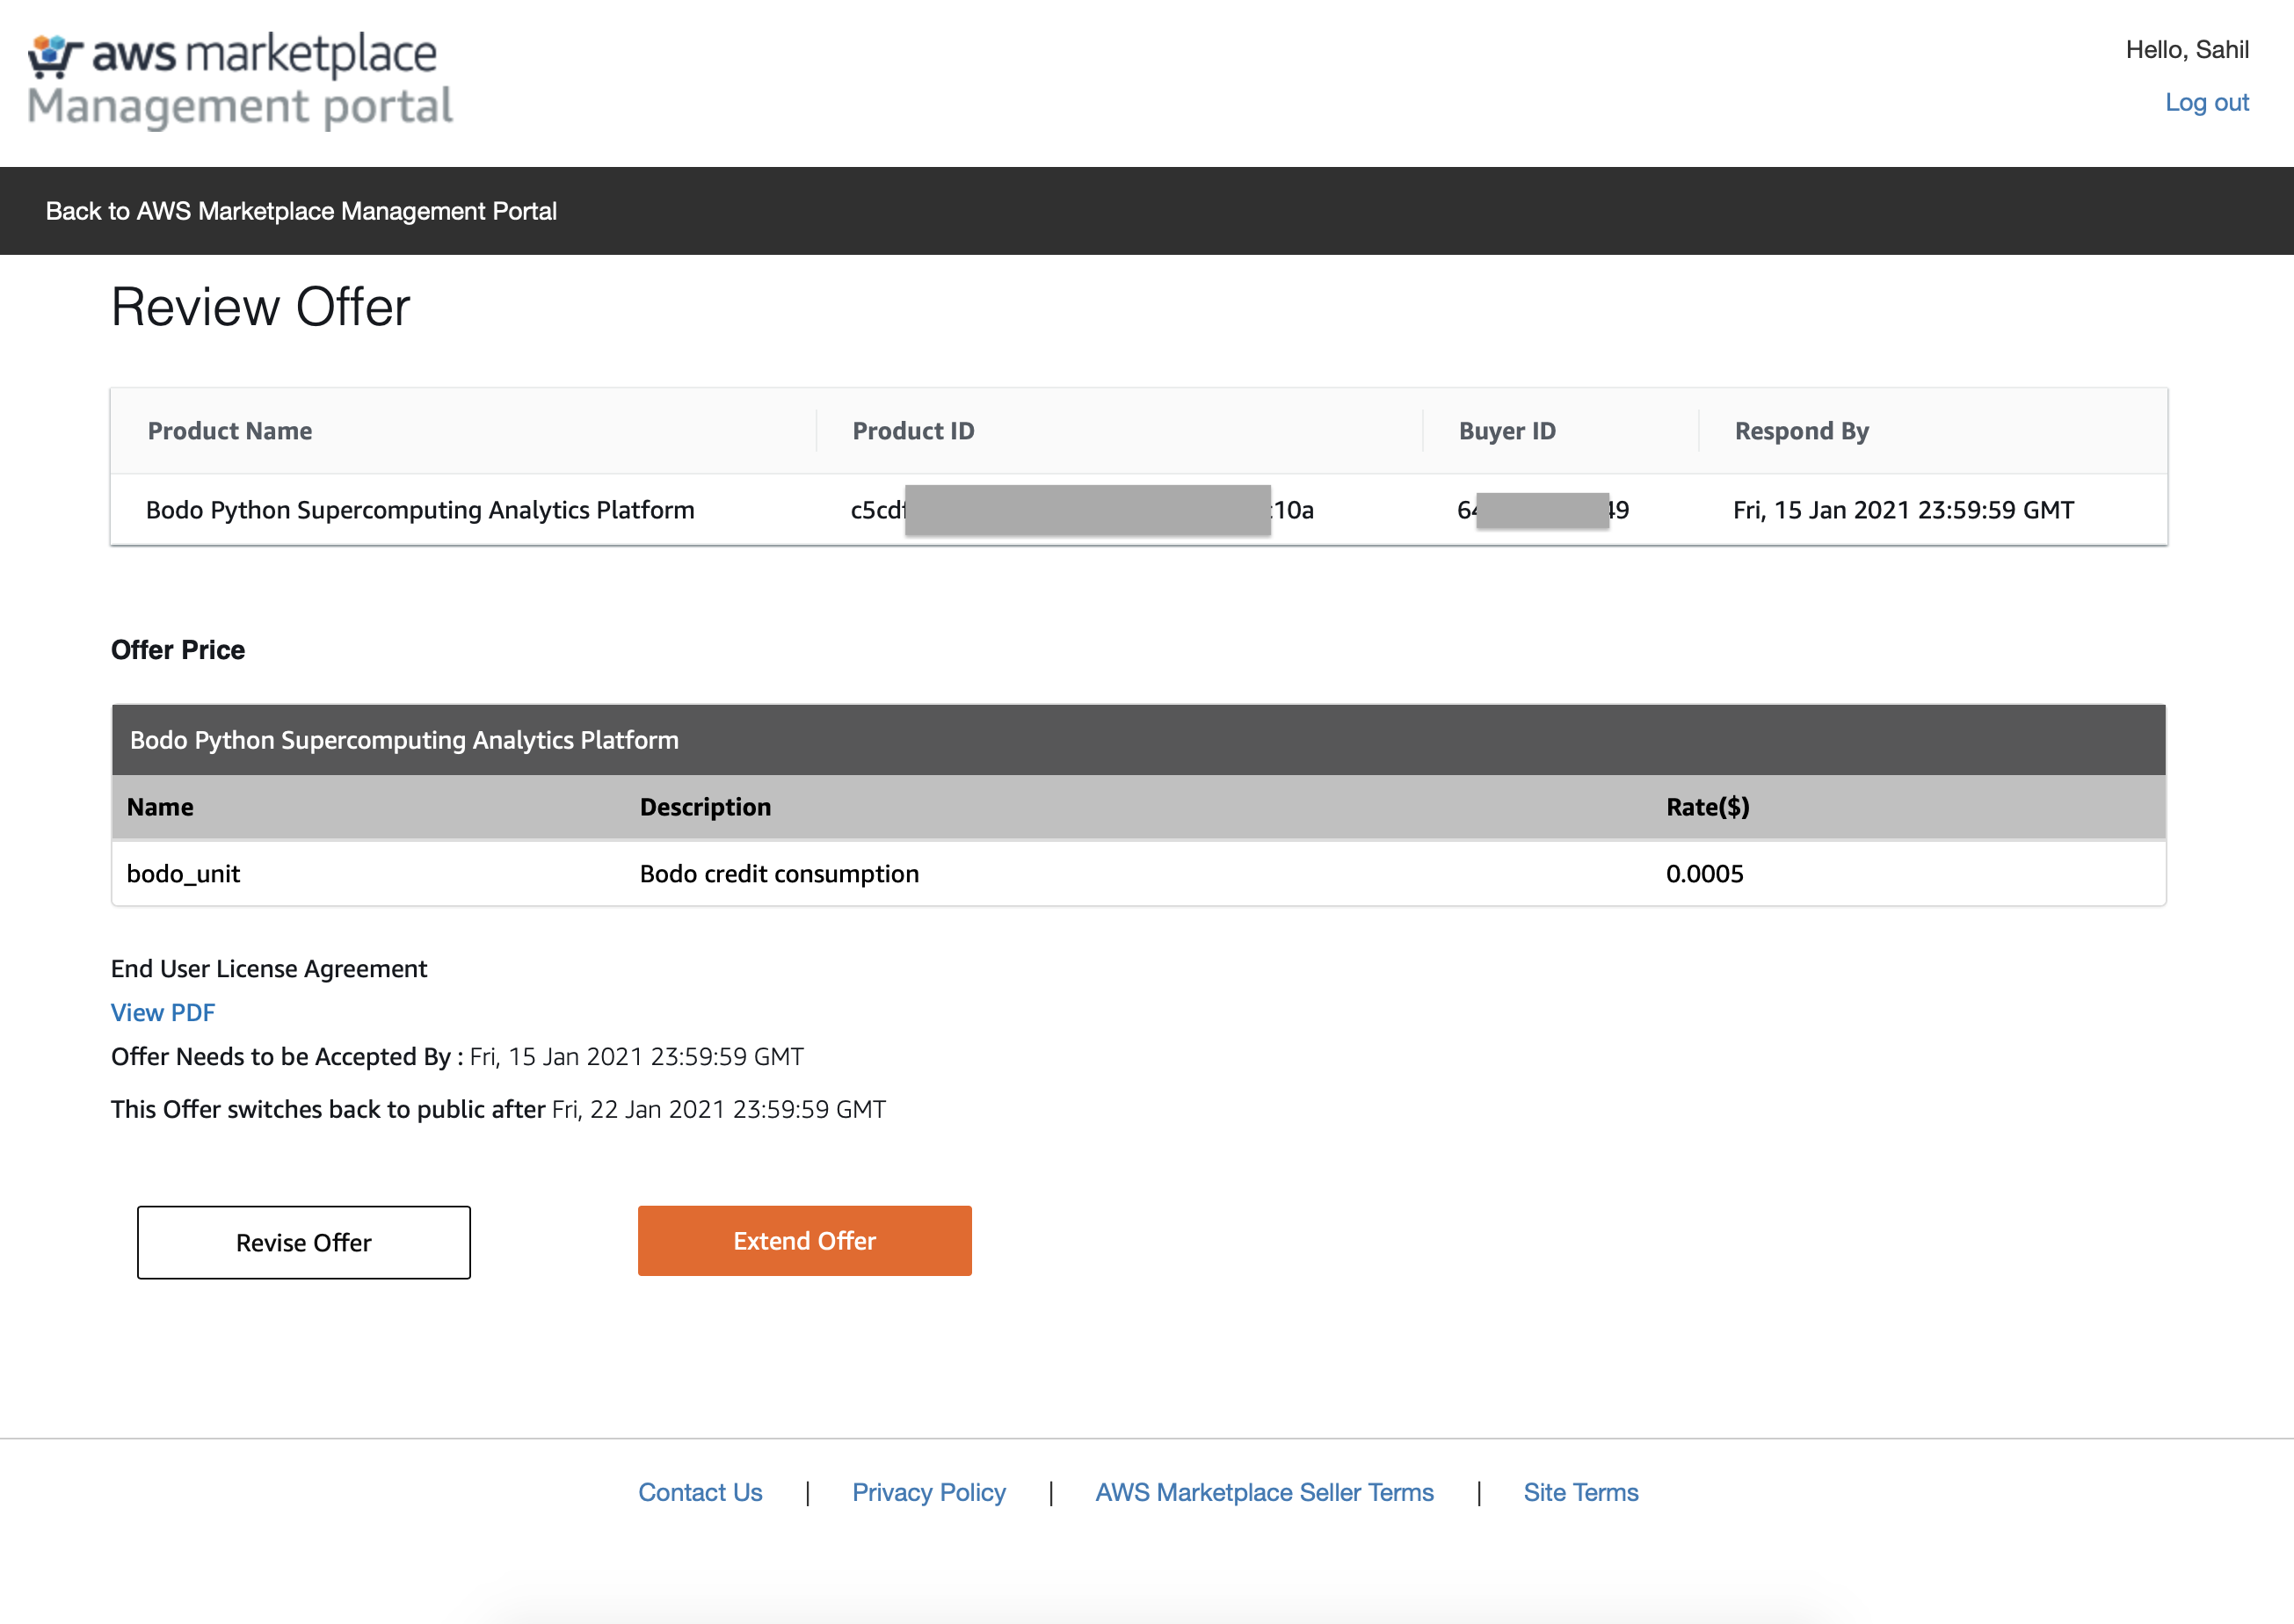 aws marketplace
Management portal
Hello, Sahil
Log out
Back to AWS Marketplace Management Portal
Review Offer
Product Name Product ID Buyer ID Respond By
Bodo Python Supercomputing Analytics Platform c5cd 10a 6 49 Fri, 15 Jan 2021 23:59:59 GMT
Offer Price
Bodo Python Supercomputing Analytics Platform
Name Description Rate($)
bodo_unit Bodo credit consumption 0.0005
End User License Agreement
View PDF
Offer Needs to be Accepted By : Fri, 15 Jan 2021 23:59:59 GMT
This Offer switches back to public after Fri, 22 Jan 2021 23:59:59 GMT
Revise Offer Extend Offer
Contact Us | Privacy Policy | AWS Marketplace Seller Terms | Site Terms